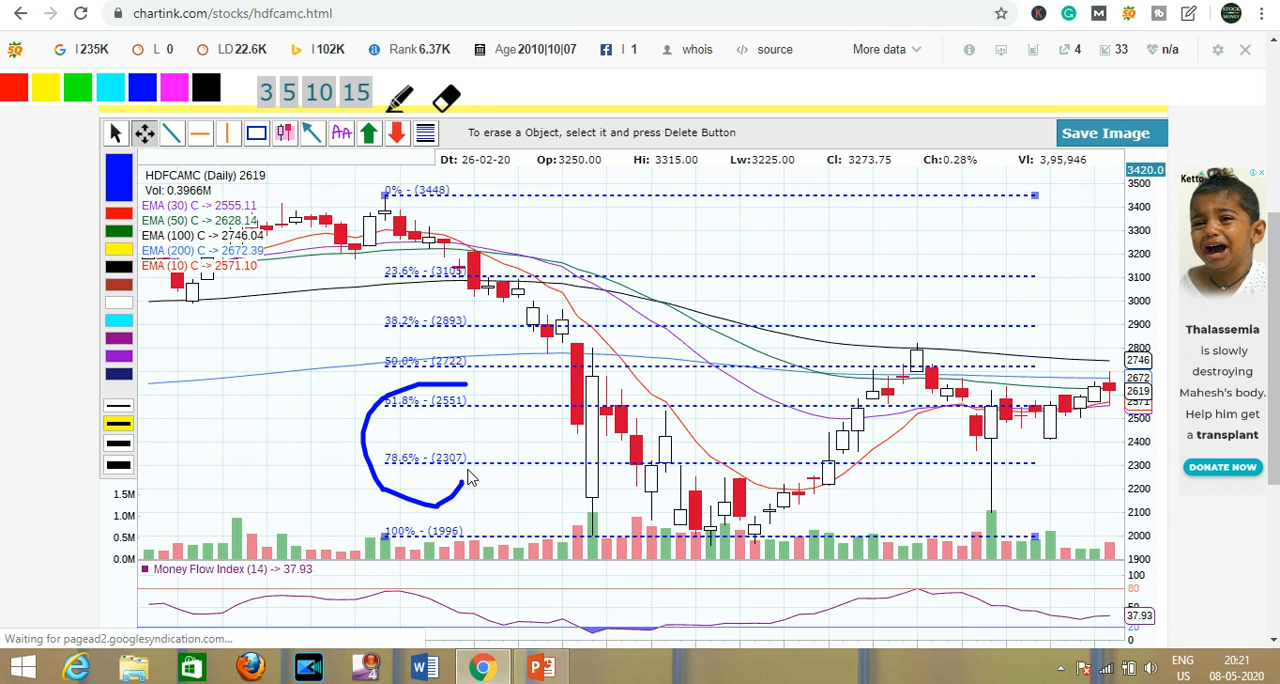 chartink.com/stocks/hdfcamc.html
I 235K
L 0
LD 22.6K
I 102K
Rank 6.37K
Age 2010|10|07
I 1
whois
source
More data
4
33
n/a
3 5 10 15
To erase a Object, select it and press Delete Button
Save Image
Dt: 26-02-20 Op:3250.00 Hi: 3315.00 Lw:3225.00 Cl: 3273.75 Ch:0.28% Vl: 3,95,946
HDFCAMC (Daily) 2619
Vol: 0.3966M
EMA (30) C -> 2555.11
EMA (50) C -> 2628.14
EMA (100) C -> 2746.04
EMA (200) C -> 2672.39
EMA (10) C -> 2571.10
0% - (3448)
23.6% - (3105)
38.2% - (2893)
50.0% - (2722)
61.8% - (2551)
78.6% - (2307)
100% - (1996)
3420.0
3500
3400
3300
3200
3100
3000
2900
2800
2746
2672
2619
2571
2500
2400
2300
2200
2100
2000
1900
1.5M
1.0M
0.5M
0.0M
Money Flow Index (14) -> 37.93
100
80
50
37.93
20
0
Ketto
Thalassemia
is slowly
destroying
Mahesh's body.
Help him get
a transplant
DONATE NOW
Waiting for pagead2.googlesyndication.com...
ENG
US
20:21
08-05-2020